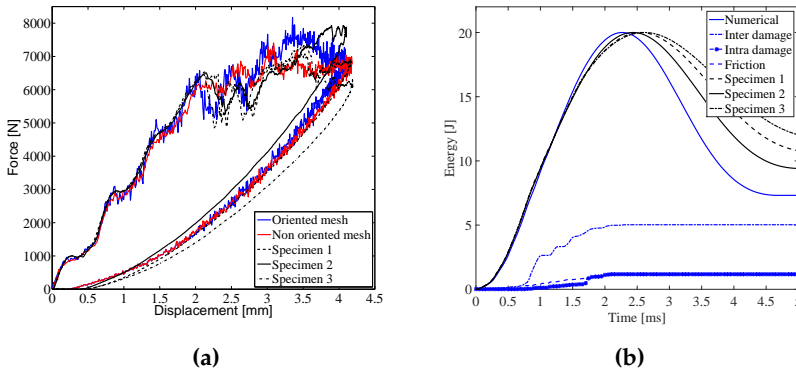 8000
7000
6000
5000
4000
3000
2000
1000
0
Force [N]
0 0.5 1 1.5 2 2.5 3 3.5 4 4.5
Displacement [mm]
Oriented mesh
Non oriented mesh
Specimen 1
Specimen 2
Specimen 3
(a)
20
15
10
5
0
Energy [J]
0 0.5 1 1.5 2 2.5 3 3.5 4 4.5 5
Time [ms]
Numerical
Inter damage
Intra damage
Friction
Specimen 1
Specimen 2
Specimen 3
(b)